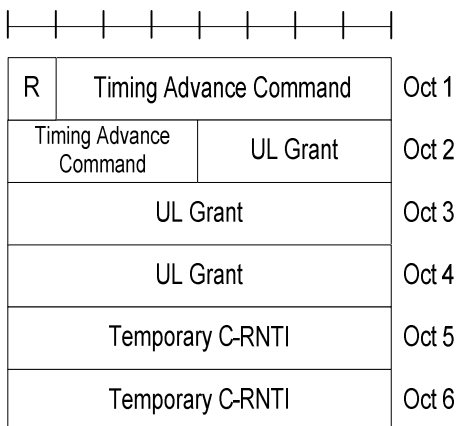 R Timing Advance Command Oct 1
Timing Advance
Command UL Grant Oct 2
UL Grant Oct 3
UL Grant Oct 4
Temporary C-RNTI Oct 5
Temporary C-RNTI Oct 6